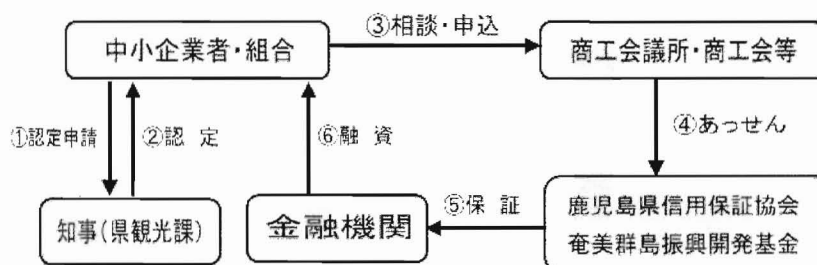 ③相談・申込
中小企業者・組合
商工会議所・商工会等
①認定申請
②認 定
⑥融 資
④あっせん
知事(県観光課)
金融機関
⑤保 証
鹿児島県信用保証協会
奄美群島振興開発基金